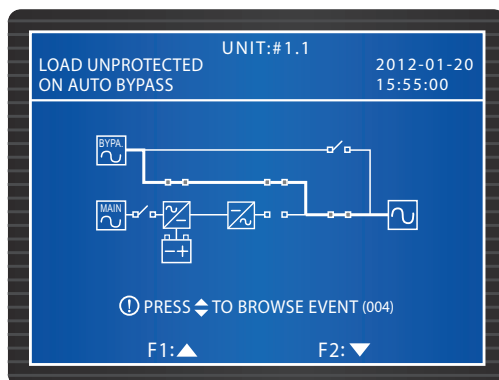 UNIT:#1.1
LOAD UNPROTECTED
ON AUTO BYPASS
2012-01-20
15:55:00
BYPA.
MAIN
PRESS TO BROWSE EVENT (004)
F1: F2: